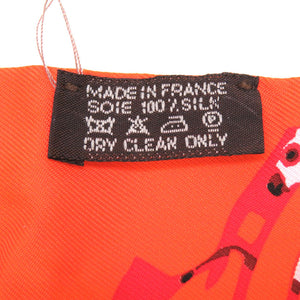 MADE IN FRANCE
SOIE 100% SILK
DRY CLEAN ONLY